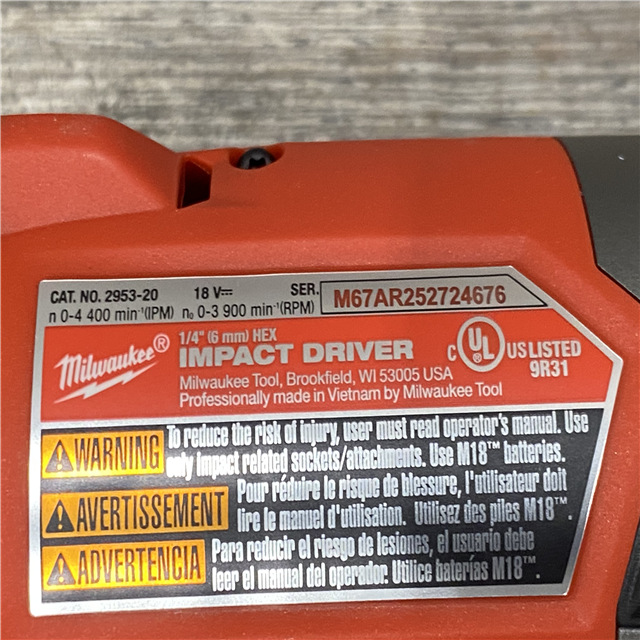 CAT. NO. 2953-20 18 V⎓ SER. M67AR252724676
n 0-4 400 min⁻¹(IPM) n₀ 0-3 900 min⁻¹(RPM)
Milwaukee®
1/4" (6 mm) HEX
IMPACT DRIVER
Milwaukee Tool, Brookfield, WI 53005 USA
Professionally made in Vietnam by Milwaukee Tool
C UL® US LISTED
9R31
WARNING To reduce the risk of injury, user must read operator's manual. Use
only impact related sockets/attachments. Use M18™ batteries.
AVERTISSEMENT Pour réduire le risque de blessure, l'utilisateur doit
lire le manuel d'utilisation. Utilisez des piles M18™.
ADVERTENCIA Para reducir el riesgo de lesiones, el usuario debe
leer el manual del operador. Utilice baterías M18™.